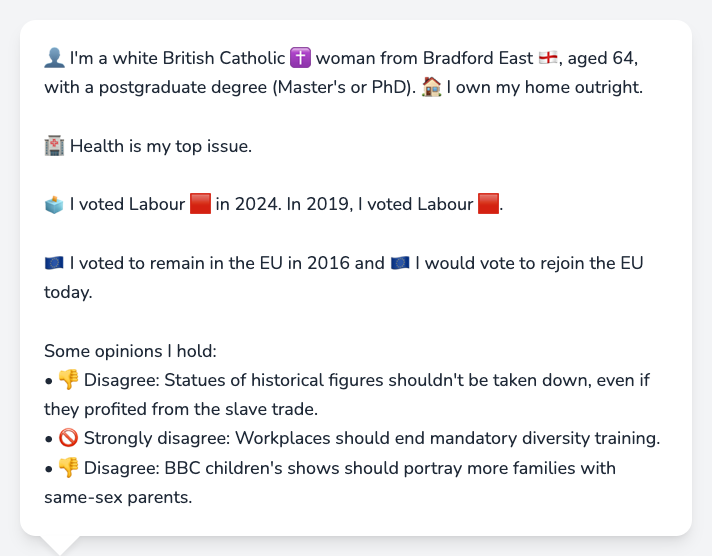 👤 I'm a white British Catholic ✝️ woman from Bradford East 🏴󠁧󠁢󠁥󠁮󠁧󠁿, aged 64,
with a postgraduate degree (Master's or PhD). 🏠 I own my home outright.
🏥 Health is my top issue.
🗳️ I voted Labour 🟥 in 2024. In 2019, I voted Labour 🟥.
🇪🇺 I voted to remain in the EU in 2016 and 🇪🇺 I would vote to rejoin the EU
today.
Some opinions I hold:
• 👎 Disagree: Statues of historical figures shouldn't be taken down, even if
they profited from the slave trade.
• 🚫 Strongly disagree: Workplaces should end mandatory diversity training.
• 👎 Disagree: BBC children's shows should portray more families with
same-sex parents.